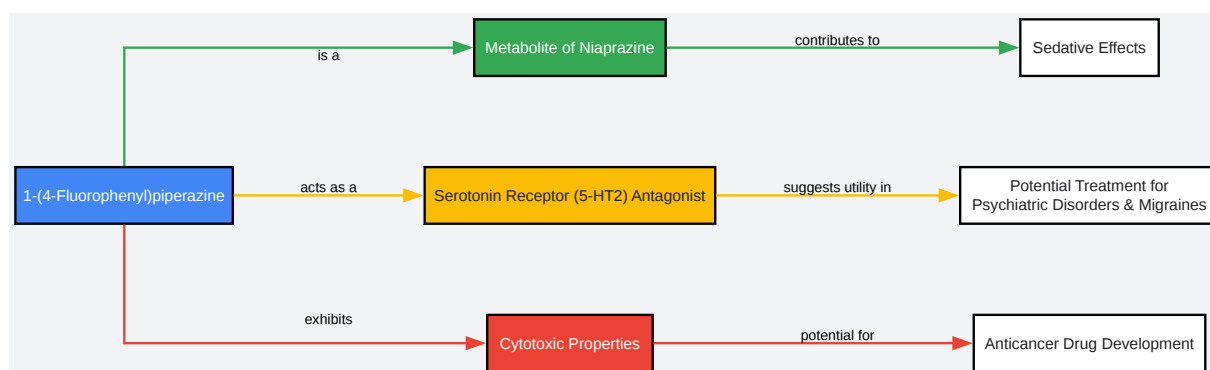 Metabolite of Niaprazine
contributes to
Sedative Effects
is a
1-(4-Fluorophenyl)piperazine
acts as a
Serotonin Receptor (5-HT2) Antagonist
suggests utility in
Potential Treatment for
Psychiatric Disorders & Migraines
exhibits
Cytotoxic Properties
potential for
Anticancer Drug Development